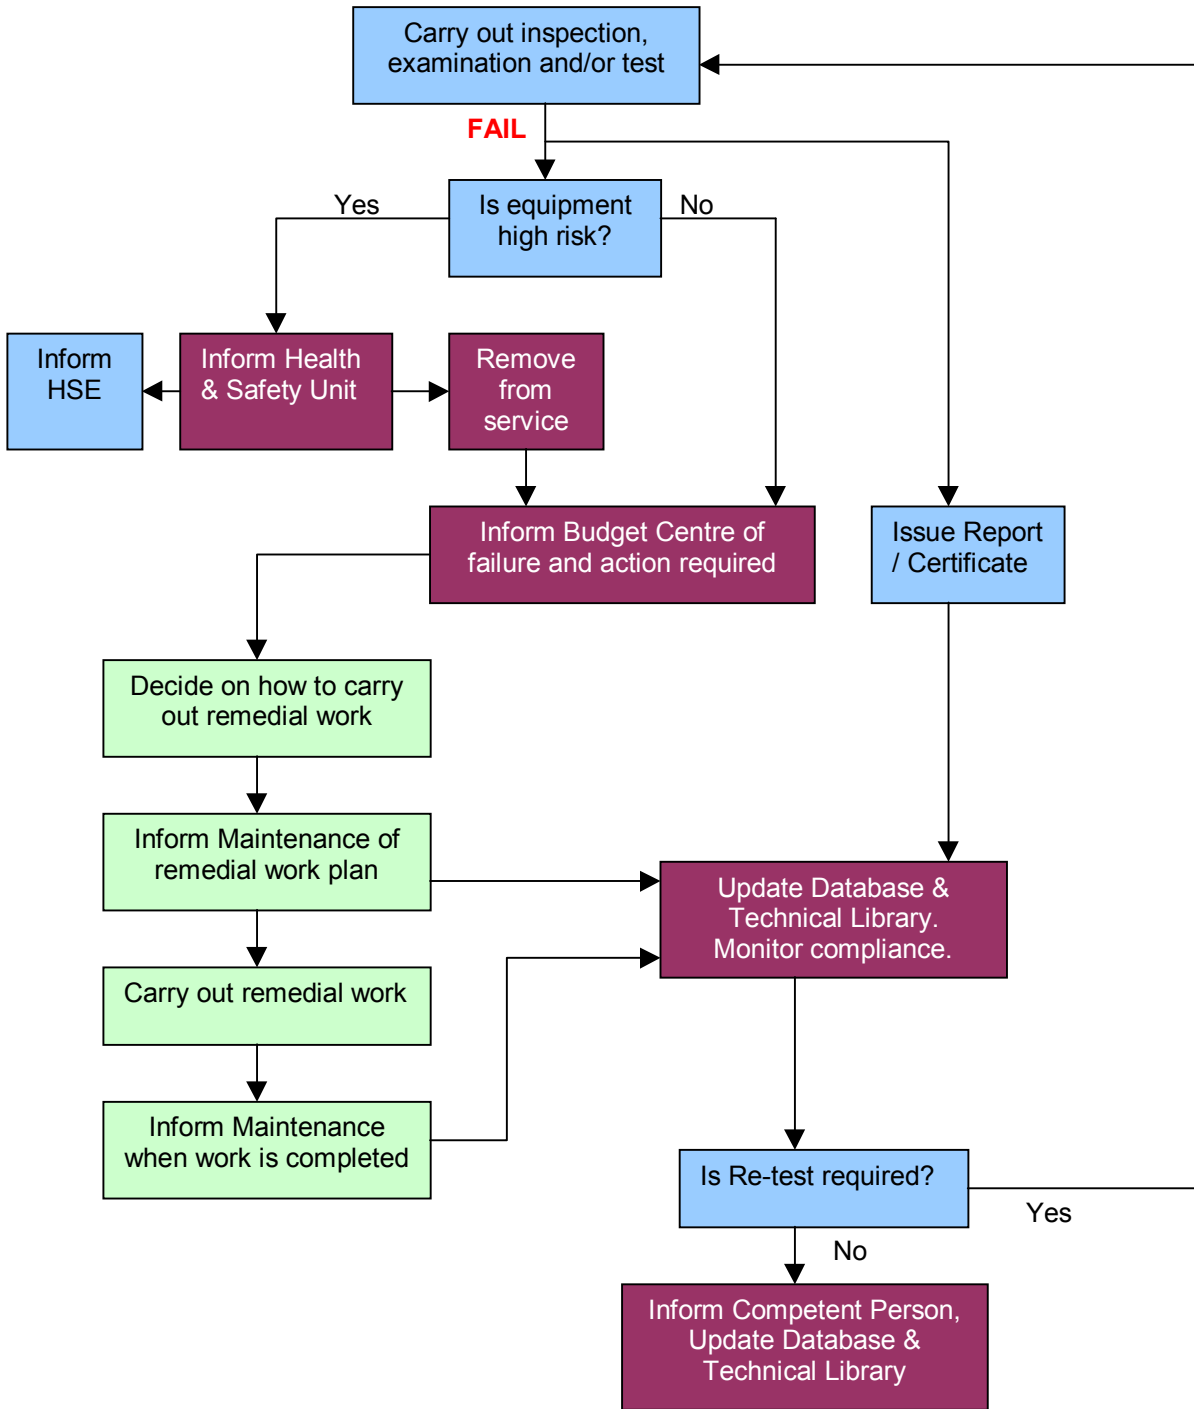 Carry out inspection,
examination and/or test
FAIL
Yes
Is equipment
high risk?
No
Inform
HSE
Inform Health
& Safety Unit
Remove
from
service
Inform Budget Centre of
failure and action required
Issue Report
/ Certificate
Decide on how to carry
out remedial work
Inform Maintenance of
remedial work plan
Update Database &
Technical Library.
Monitor compliance.
Carry out remedial work
Inform Maintenance
when work is completed
Is Re-test required?
Yes
No
Inform Competent Person,
Update Database &
Technical Library